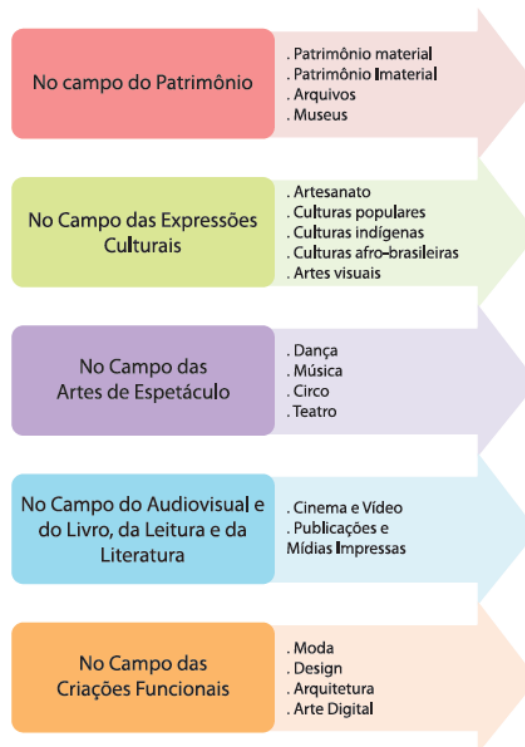 No campo do Patrimônio
. Patrimônio material
. Patrimônio Imaterial
. Arquivos
. Museus
No Campo das Expressões
Culturais
. Artesanato
. Culturas populares
. Culturas indígenas
. Culturas afro-brasileiras
. Artes visuais
No Campo das
Artes de Espetáculo
. Dança
. Música
. Circo
. Teatro
No Campo do Audiovisual e
do Livro, da Leitura e da
Literatura
. Cinema e Vídeo
. Publicações e
Mídias Impressas
No Campo das
Criações Funcionais
. Moda
. Design
. Arquitetura
. Arte Digital